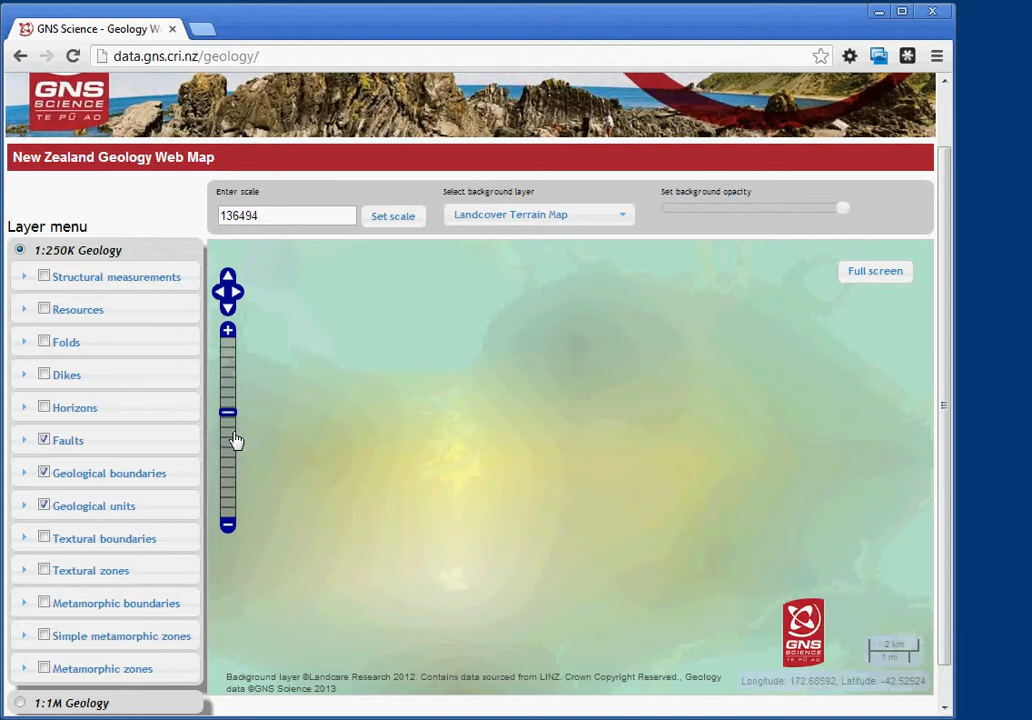 GNS Science - Geology W
data.gns.cri.nz/geology/
GNS
SCIENCE
TE PŪ AO
New Zealand Geology Web Map
Enter scale
Select background layer
Set background opacity
136494
Set scale
Landcover Terrain Map
Layer menu
1:250K Geology
Full screen
Structural measurements
Resources
Folds
Dikes
Horizons
Faults
Geological boundaries
Geological units
Textural boundaries
Textural zones
Metamorphic boundaries
Simple metamorphic zones
Metamorphic zones
1:1M Geology
GNS
SCIENCE
2 km
1 mi
Background layer ©Landcare Research 2012. Contains data sourced from LINZ. Crown Copyright Reserved., Geology
data ©GNS Science 2013
Longitude: 172.68592, Latitude -42.52524